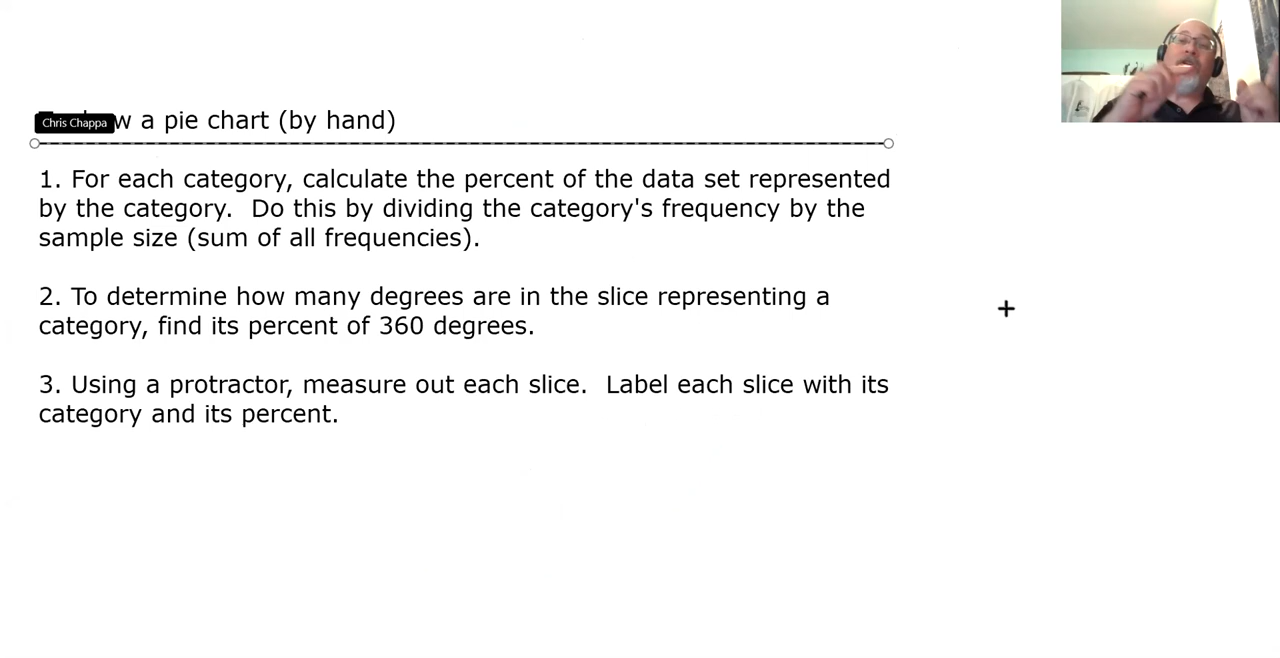 w a pie chart (by hand)
Chris Chappa
1. For each category, calculate the percent of the data set represented
by the category.  Do this by dividing the category's frequency by the
sample size (sum of all frequencies).
2. To determine how many degrees are in the slice representing a
category, find its percent of 360 degrees.
3. Using a protractor, measure out each slice.  Label each slice with its
category and its percent.